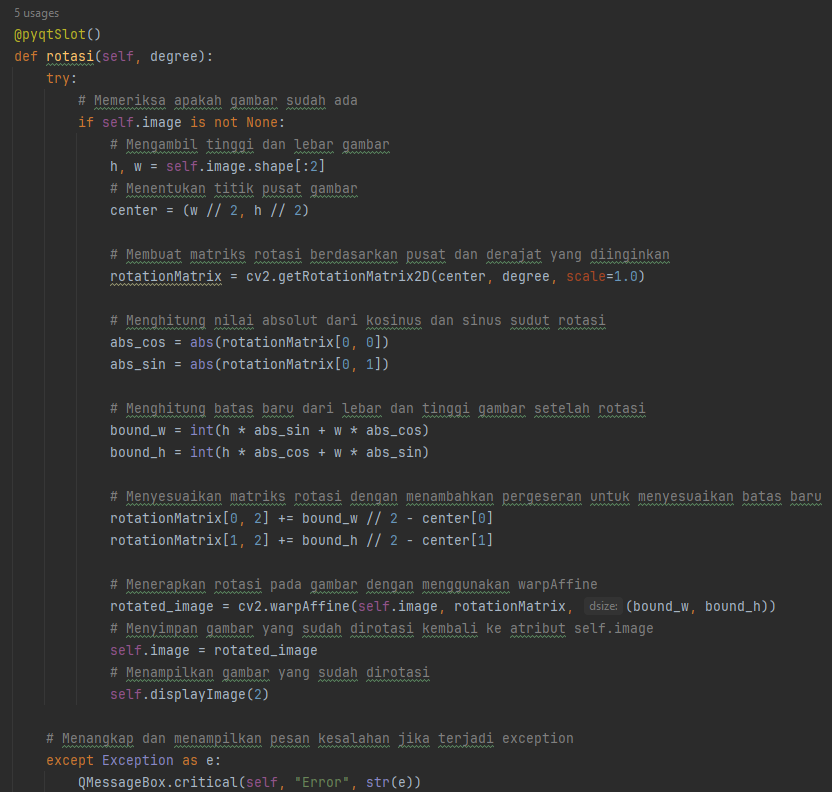 5 usages
@pyqtSlot()
def rotasi(self, degree):
    try:
        # Memeriksa apakah gambar sudah ada
        if self.image is not None:
            # Mengambil tinggi dan lebar gambar
            h, w = self.image.shape[:2]
            # Menentukan titik pusat gambar
            center = (w // 2, h // 2)

            # Membuat matriks rotasi berdasarkan pusat dan derajat yang diinginkan
            rotationMatrix = cv2.getRotationMatrix2D(center, degree, scale=1.0)

            # Menghitung nilai absolut dari kosinus dan sinus sudut rotasi
            abs_cos = abs(rotationMatrix[0, 0])
            abs_sin = abs(rotationMatrix[0, 1])

            # Menghitung batas baru dari lebar dan tinggi gambar setelah rotasi
            bound_w = int(h * abs_sin + w * abs_cos)
            bound_h = int(h * abs_cos + w * abs_sin)

            # Menyesuaikan matriks rotasi dengan menambahkan pergeseran untuk menyesuaikan batas baru
            rotationMatrix[0, 2] += bound_w // 2 - center[0]
            rotationMatrix[1, 2] += bound_h // 2 - center[1]

            # Menerapkan rotasi pada gambar dengan menggunakan warpAffine
            rotated_image = cv2.warpAffine(self.image, rotationMatrix, dsize: (bound_w, bound_h))
            # Menyimpan gambar yang sudah dirotasi kembali ke atribut self.image
            self.image = rotated_image
            # Menampilkan gambar yang sudah dirotasi
            self.displayImage(2)

    # Menangkap dan menampilkan pesan kesalahan jika terjadi exception
    except Exception as e:
        QMessageBox.critical(self, "Error", str(e))